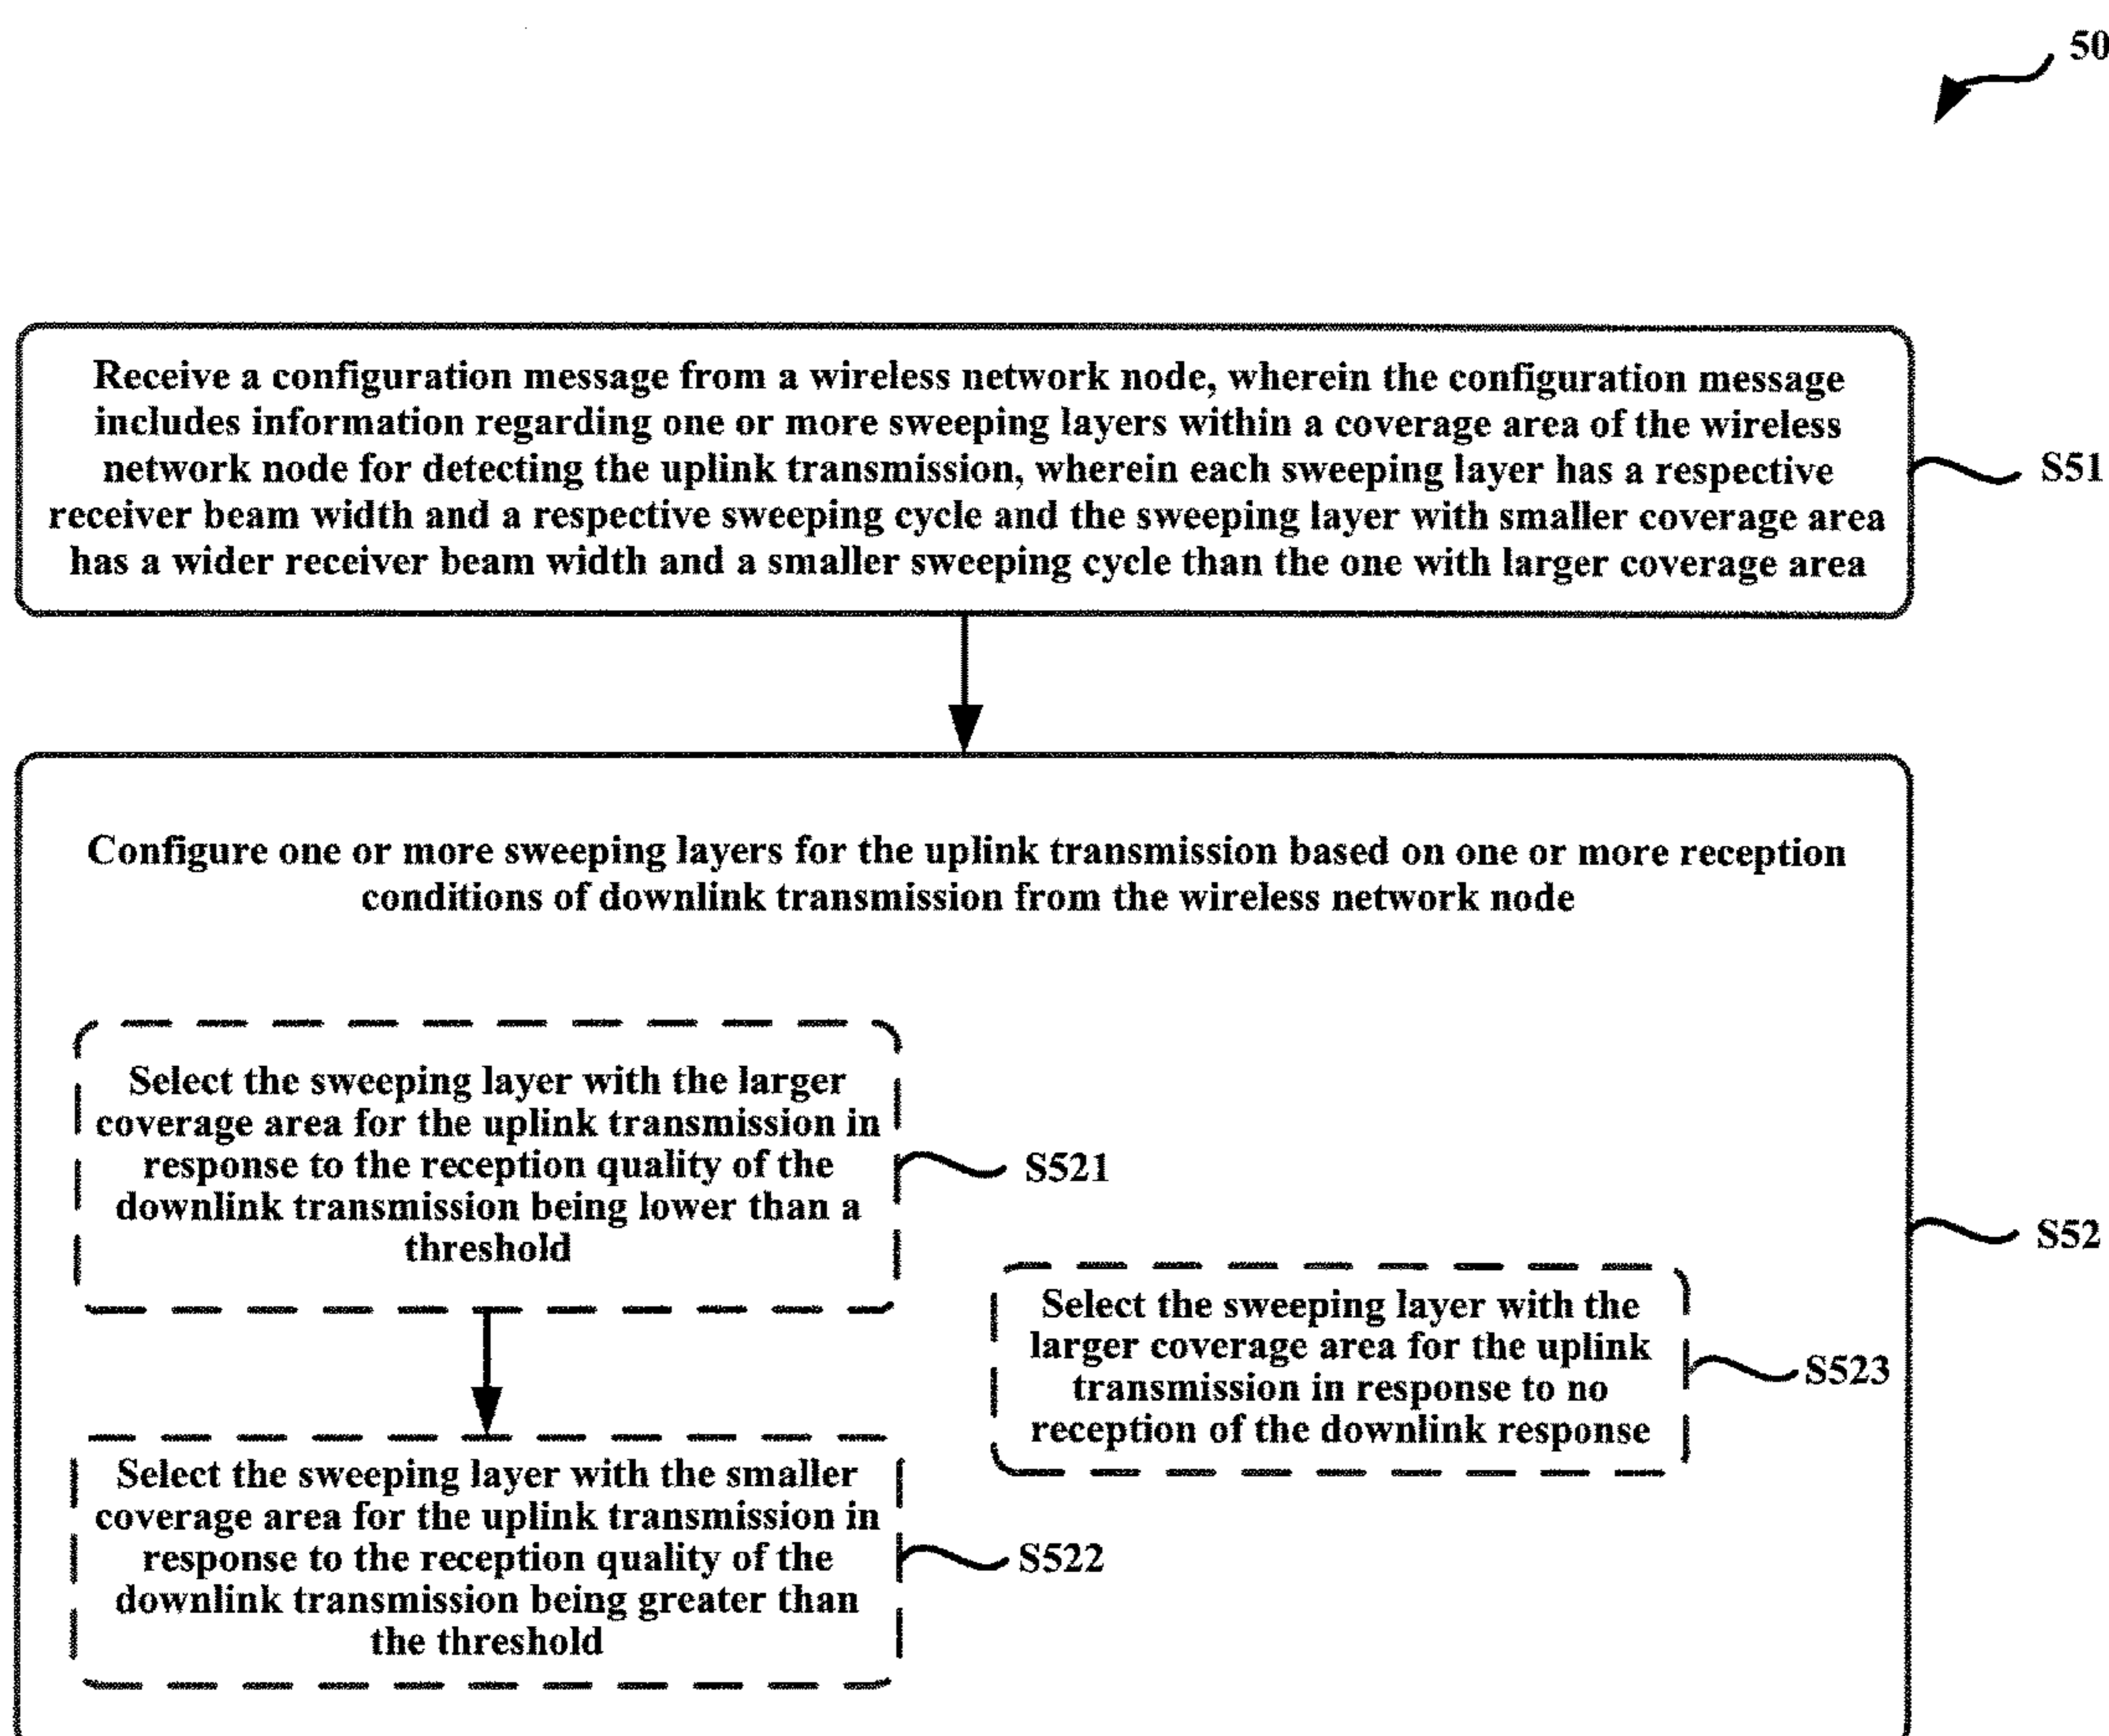 50
Receive a configuration message from a wireless network node, wherein the configuration message
includes information regarding one or more sweeping layers within a coverage area of the wireless
network node for detecting the uplink transmission, wherein each sweeping layer has a respective
receiver beam width and a respective sweeping cycle and the sweeping layer with smaller coverage area
has a wider receiver beam width and a smaller sweeping cycle than the one with larger coverage area
S51
Configure one or more sweeping layers for the uplink transmission based on one or more reception
conditions of downlink transmission from the wireless network node
Select the sweeping layer with the larger
coverage area for the uplink transmission in
response to the reception quality of the
downlink transmission being lower than a
threshold
S521
S52
Select the sweeping layer with the
larger coverage area for the uplink
transmission in response to no
reception of the downlink response
S523
Select the sweeping layer with the smaller
coverage area for the uplink transmission in
response to the reception quality of the
downlink transmission being greater than
the threshold
S522